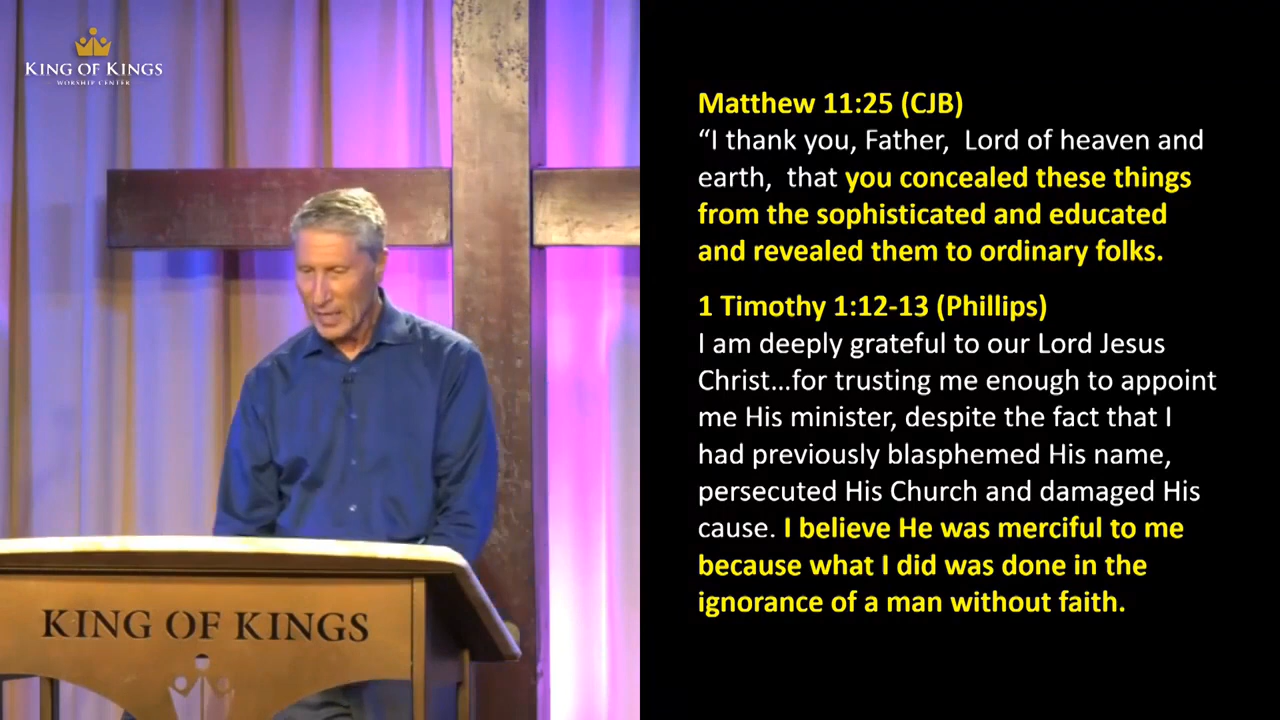 KING OF KINGS
WORSHIP CENTER
KING OF KINGS
Matthew 11:25 (CJB)
“I thank you, Father,  Lord of heaven and
earth,  that you concealed these things
from the sophisticated and educated
and revealed them to ordinary folks.
1 Timothy 1:12-13 (Phillips)
I am deeply grateful to our Lord Jesus
Christ…for trusting me enough to appoint
me His minister, despite the fact that I
had previously blasphemed His name,
persecuted His Church and damaged His
cause. I believe He was merciful to me
because what I did was done in the
ignorance of a man without faith.